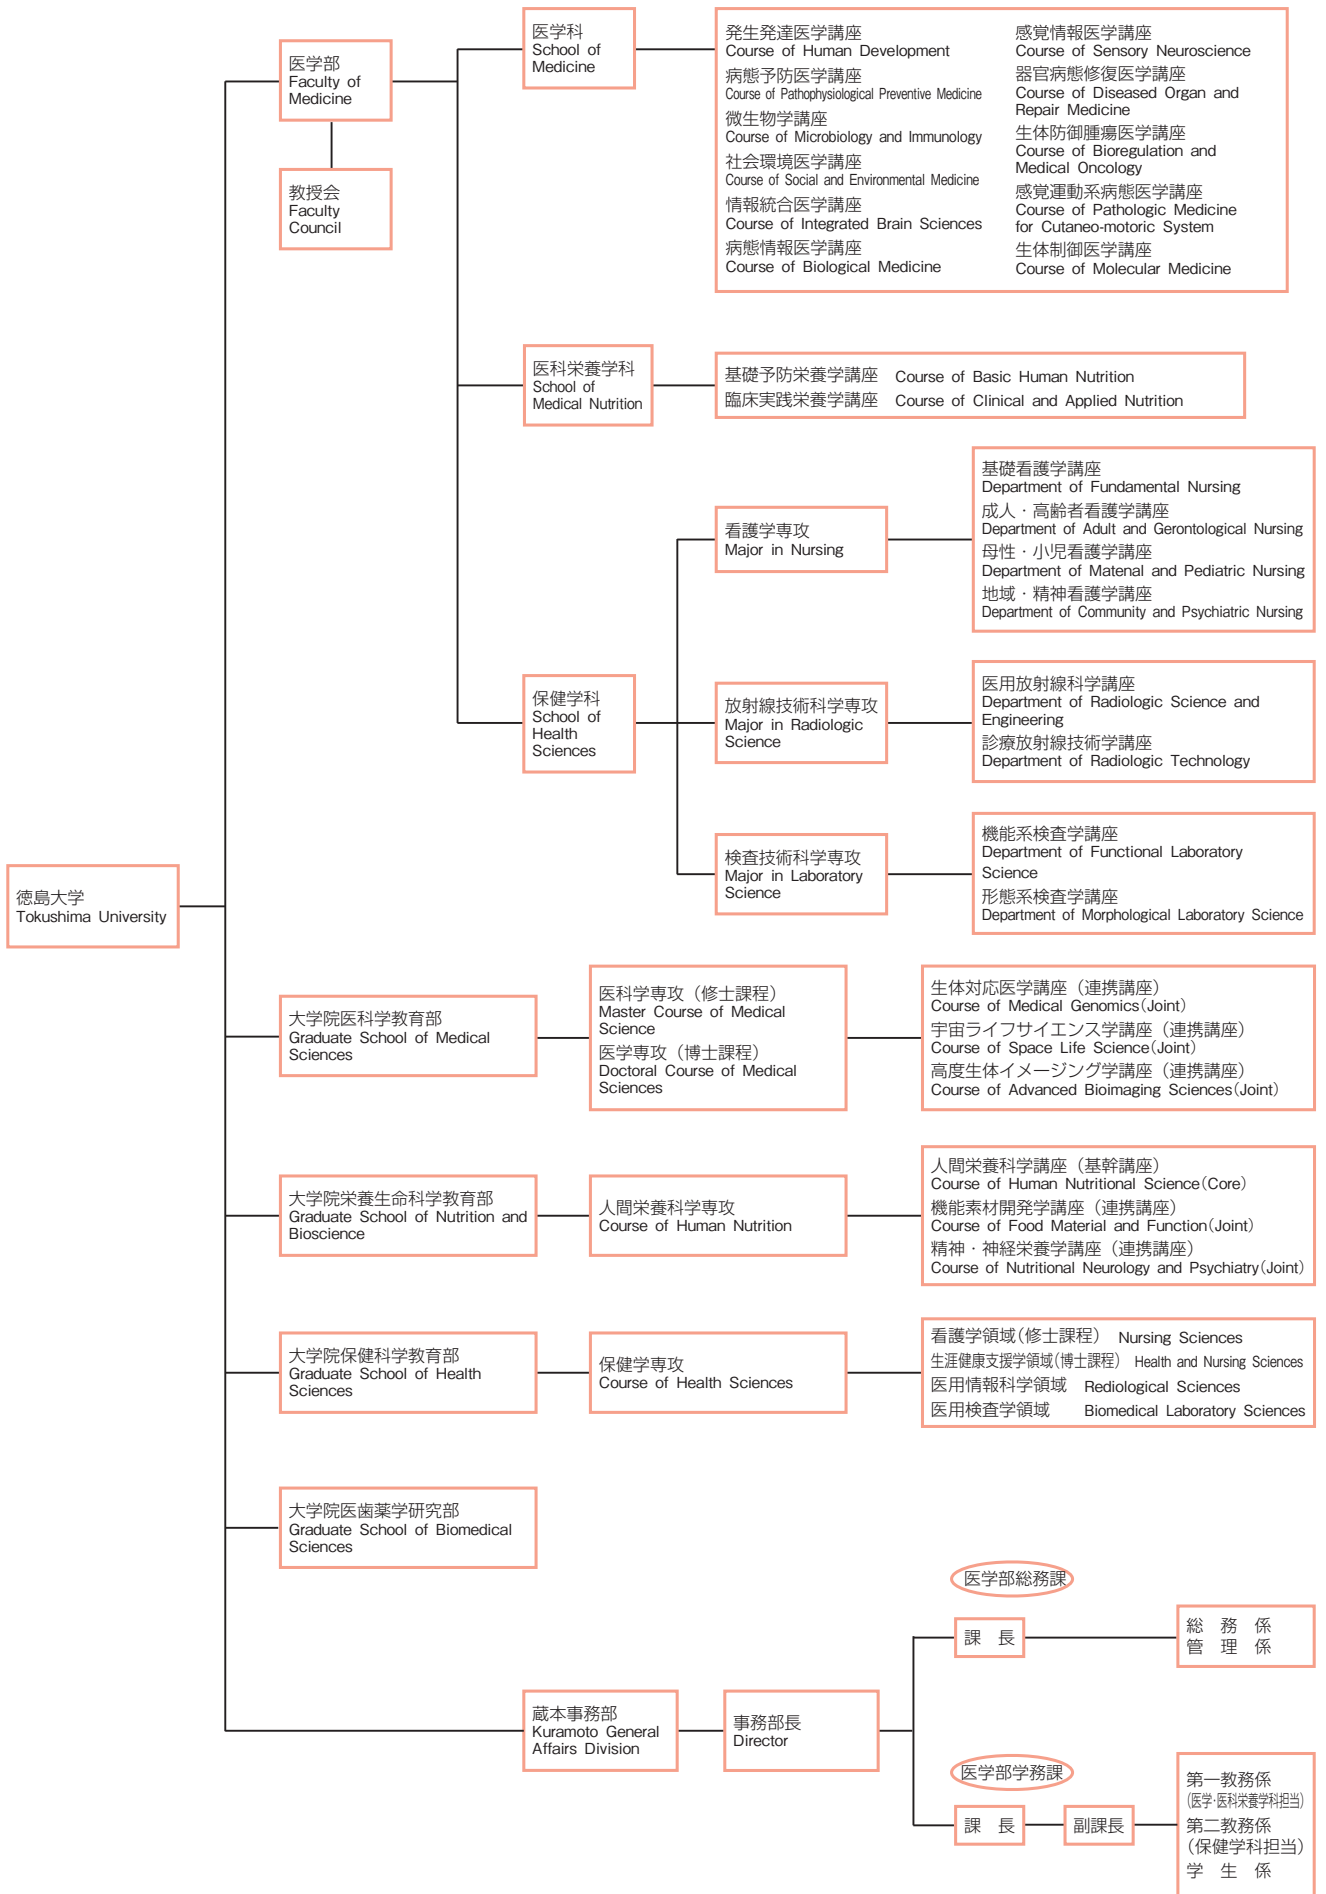 徳島大学
Tokushima University
医学部
Faculty of
Medicine
教授会
Faculty
Council
医学科
School of
Medicine
発生発達医学講座
Course of Human Development
病態予防医学講座
Course of Pathophysiological Preventive Medicine
微生物学講座
Course of Microbiology and Immunology
社会環境医学講座
Course of Social and Environmental Medicine
情報統合医学講座
Course of Integrated Brain Sciences
病態情報医学講座
Course of Biological Medicine
感覚情報医学講座
Course of Sensory Neuroscience
器官病態修復医学講座
Course of Diseased Organ and
Repair Medicine
生体防御腫瘍医学講座
Course of Bioregulation and
Medical Oncology
感覚運動系病態医学講座
Course of Pathologic Medicine
for Cutaneo-motoric System
生体制御医学講座
Course of Molecular Medicine
医科栄養学科
School of
Medical Nutrition
基礎予防栄養学講座 Course of Basic Human Nutrition
臨床実践栄養学講座 Course of Clinical and Applied Nutrition
保健学科
School of
Health
Sciences
看護学専攻
Major in Nursing
基礎看護学講座
Department of Fundamental Nursing
成人・高齢者看護学講座
Department of Adult and Gerontological Nursing
母性・小児看護学講座
Department of Matenal and Pediatric Nursing
地域・精神看護学講座
Department of Community and Psychiatric Nursing
放射線技術科学専攻
Major in Radiologic
Science
医用放射線科学講座
Department of Radiologic Science and
Engineering
診療放射線技術学講座
Department of Radiologic Technology
検査技術科学専攻
Major in Laboratory
Science
機能系検査学講座
Department of Functional Laboratory
Science
形態系検査学講座
Department of Morphological Laboratory Science
大学院医科学教育部
Graduate School of Medical
Sciences
医科学専攻（修士課程）
Master Course of Medical
Science
医学専攻（博士課程）
Doctoral Course of Medical
Sciences
生体対応医学講座（連携講座）
Course of Medical Genomics(Joint)
宇宙ライフサイエンス学講座（連携講座）
Course of Space Life Science(Joint)
高度生体イメージング学講座（連携講座）
Course of Advanced Bioimaging Sciences(Joint)
大学院栄養生命科学教育部
Graduate School of Nutrition and
Bioscience
人間栄養科学専攻
Course of Human Nutrition
人間栄養科学講座（基幹講座）
Course of Human Nutritional Science(Core)
機能素材開発学講座（連携講座）
Course of Food Material and Function(Joint)
精神・神経栄養学講座（連携講座）
Course of Nutritional Neurology and Psychiatry(Joint)
大学院保健科学教育部
Graduate School of Health
Sciences
保健学専攻
Course of Health Sciences
看護学領域(修士課程) Nursing Sciences
生涯健康支援学領域(博士課程) Health and Nursing Sciences
医用情報科学領域 Rediological Sciences
医用検査学領域 Biomedical Laboratory Sciences
大学院医歯薬学研究部
Graduate School of Biomedical
Sciences
蔵本事務部
Kuramoto General
Affairs Division
事務部長
Director
医学部総務課
課 長
総 務 係
管 理 係
医学部学務課
課 長
副課長
第一教務係
(医学・医科栄養学科担当)
第二教務係
(保健学科担当)
学 生 係